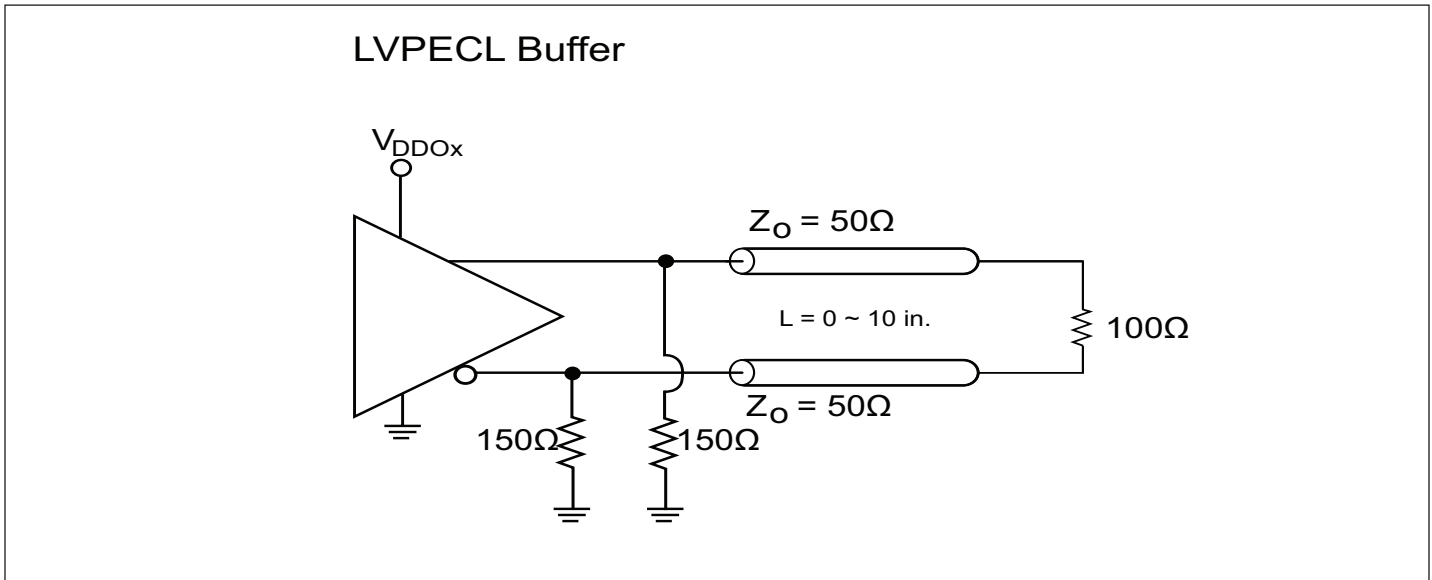 LVPECL Buffer
VDDOx
ZO = 50Ω
L = 0 ~ 10 in.
100Ω
ZO = 50Ω
150Ω
150Ω